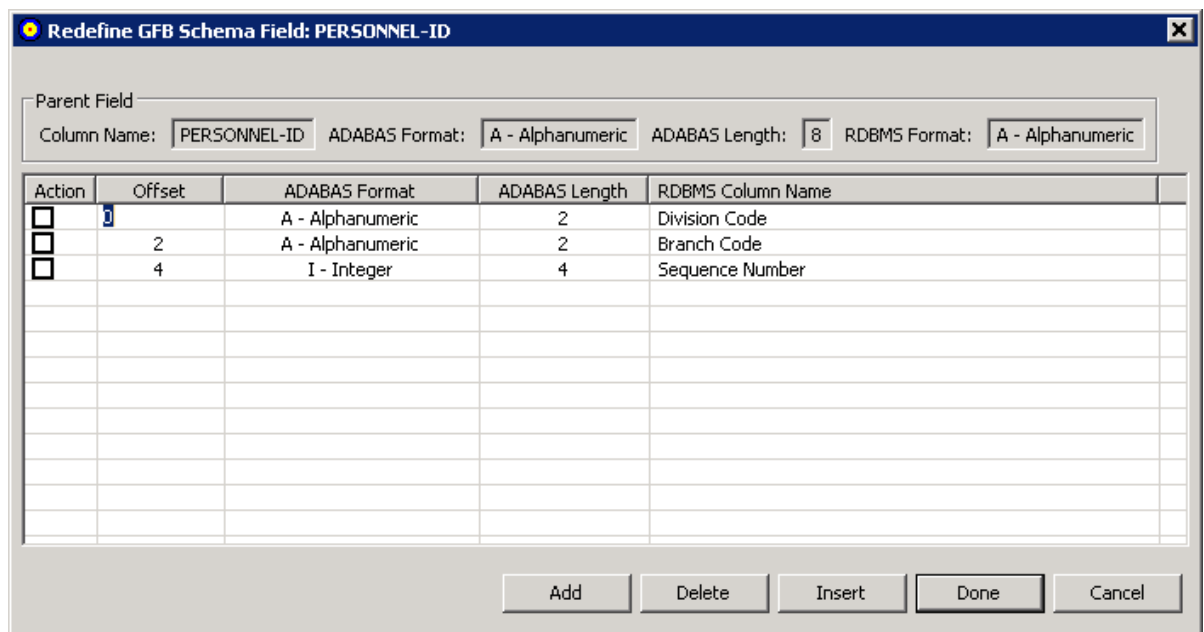 Redefine GFB Schema Field: PERSONNEL-ID
Parent Field
Column Name: PERSONNEL-ID ADABAS Format: A - Alphanumeric ADABAS Length: 8 RDBMS Format: A - Alphanumeric
Action Offset ADABAS Format ADABAS Length RDBMS Column Name
0 A - Alphanumeric 2 Division Code
2 A - Alphanumeric 2 Branch Code
4 I - Integer 4 Sequence Number
Add Delete Insert Done Cancel